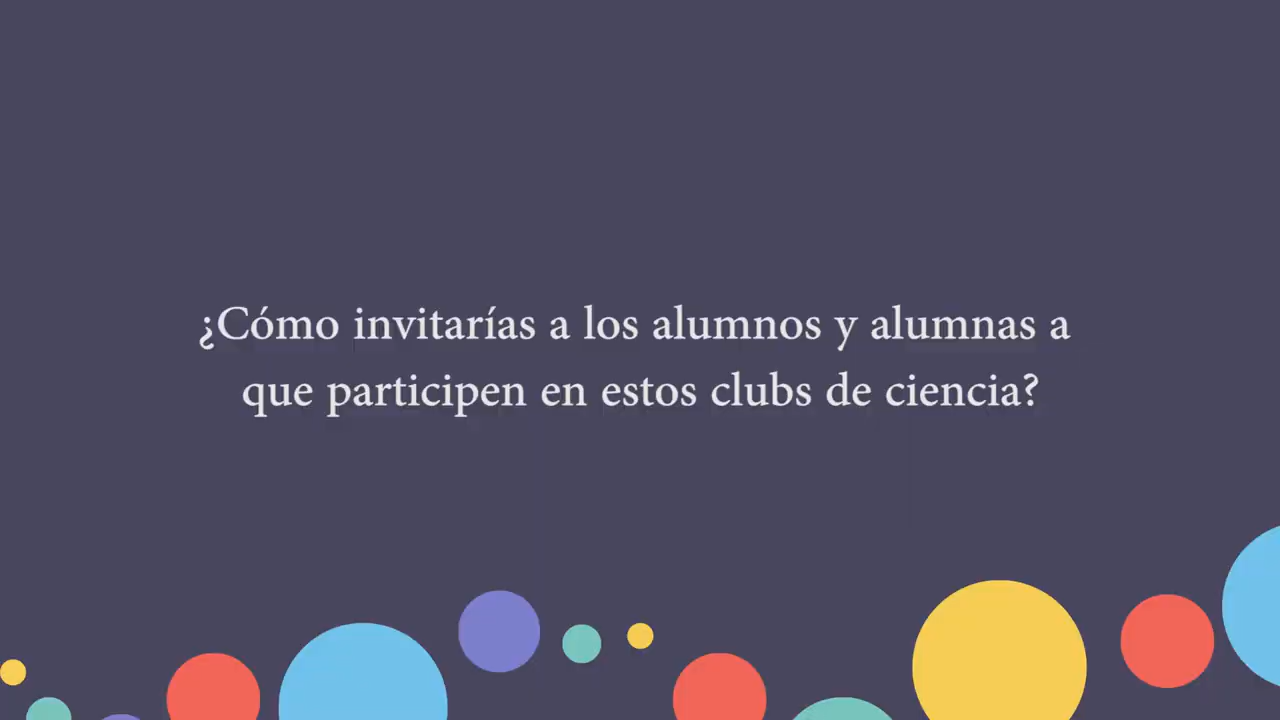 ¿Cómo invitarías a los alumnos y alumnas a
que participen en estos clubs de ciencia?